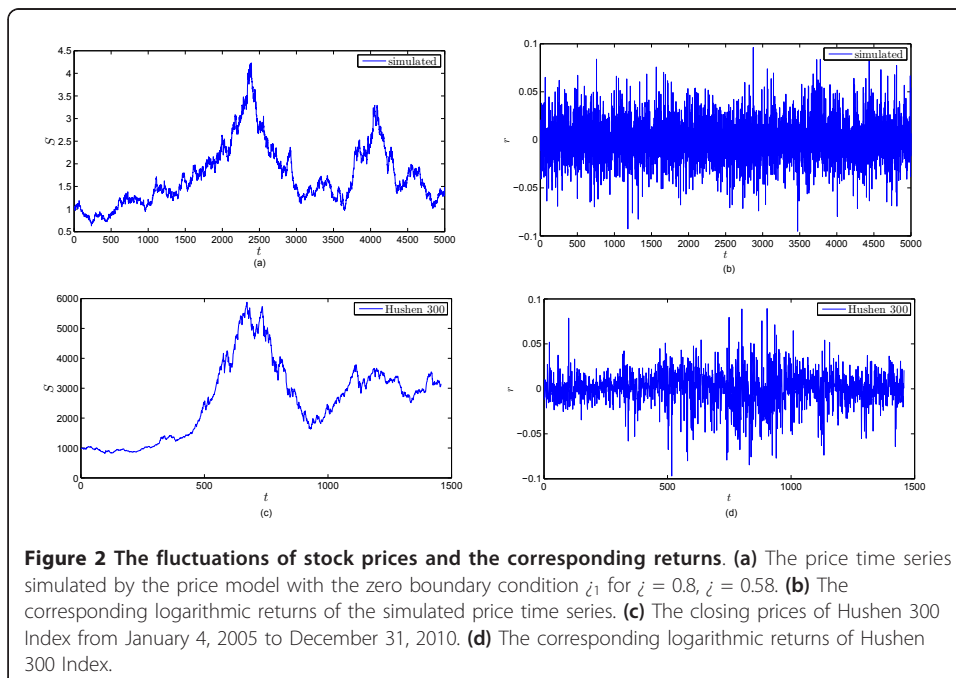 4.5
4
3.5
3
2.5
2
1.5
1
0.5
S
simulated
0 500 1000 1500 2000 2500 3000 3500 4000 4500 5000
t
(a)
0.1
0.05
0
−0.05
−0.1
r
simulated
0 500 1000 1500 2000 2500 3000 3500 4000 4500 5000
t
(b)
6000
5000
4000
3000
2000
1000
0
S
Hushen 300
0 500 1000 1500
t
(c)
0.1
0.05
0
−0.05
−0.1
r
Hushen 300
0 500 1000 1500
t
(d)
Figure 2 The fluctuations of stock prices and the corresponding returns. (a) The price time series
simulated by the price model with the zero boundary condition ¿1 for ¿ = 0.8, ¿ = 0.58. (b) The
corresponding logarithmic returns of the simulated price time series. (c) The closing prices of Hushen 300
Index from January 4, 2005 to December 31, 2010. (d) The corresponding logarithmic returns of Hushen
300 Index.